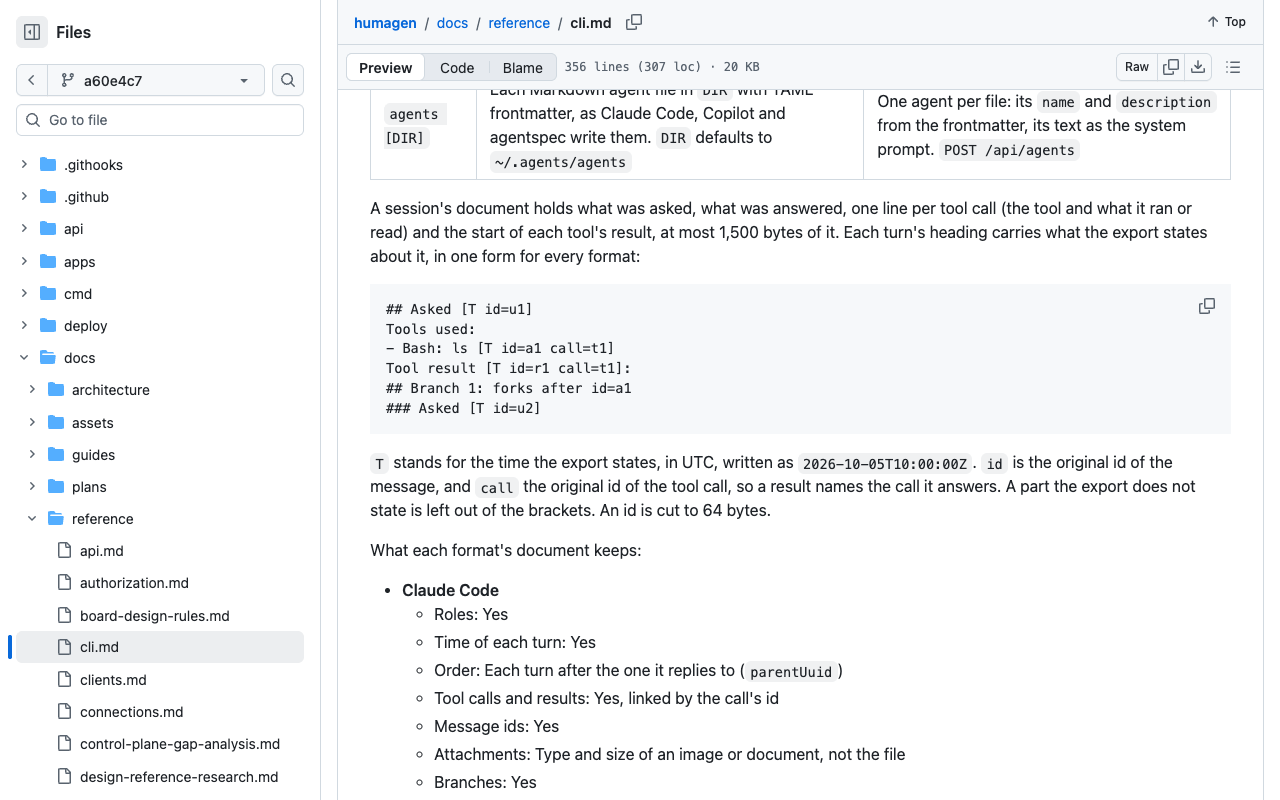 Files
a60e4c7
Go to file
.githooks
.github
api
apps
cmd
deploy
docs
architecture
assets
guides
plans
reference
api.md
authorization.md
board-design-rules.md
cli.md
clients.md
connections.md
control-plane-gap-analysis.md
design-reference-research.md
humagen / docs / reference / cli.md
Top
Preview Code Blame 356 lines (307 loc) · 20 KB
Raw
agents
[DIR]
Each Markdown agent file in DIR with YAML
frontmatter, as Claude Code, Copilot and
agentspec write them. DIR defaults to
~/.agents/agents
One agent per file: its name and description
from the frontmatter, its text as the system
prompt. POST /api/agents
A session's document holds what was asked, what was answered, one line per tool call (the tool and what it ran or
read) and the start of each tool's result, at most 1,500 bytes of it. Each turn's heading carries what the export states
about it, in one form for every format:
## Asked [T id=u1]
Tools used:
- Bash: ls [T id=a1 call=t1]
Tool result [T id=r1 call=t1]:
## Branch 1: forks after id=a1
### Asked [T id=u2]
T stands for the time the export states, in UTC, written as 2026-10-05T10:00:00Z. id is the original id of the
message, and call the original id of the tool call, so a result names the call it answers. A part the export does not
state is left out of the brackets. An id is cut to 64 bytes.
What each format's document keeps:
• Claude Code
◦ Roles: Yes
◦ Time of each turn: Yes
◦ Order: Each turn after the one it replies to (parentUuid)
◦ Tool calls and results: Yes, linked by the call's id
◦ Message ids: Yes
◦ Attachments: Type and size of an image or document, not the file
◦ Branches: Yes